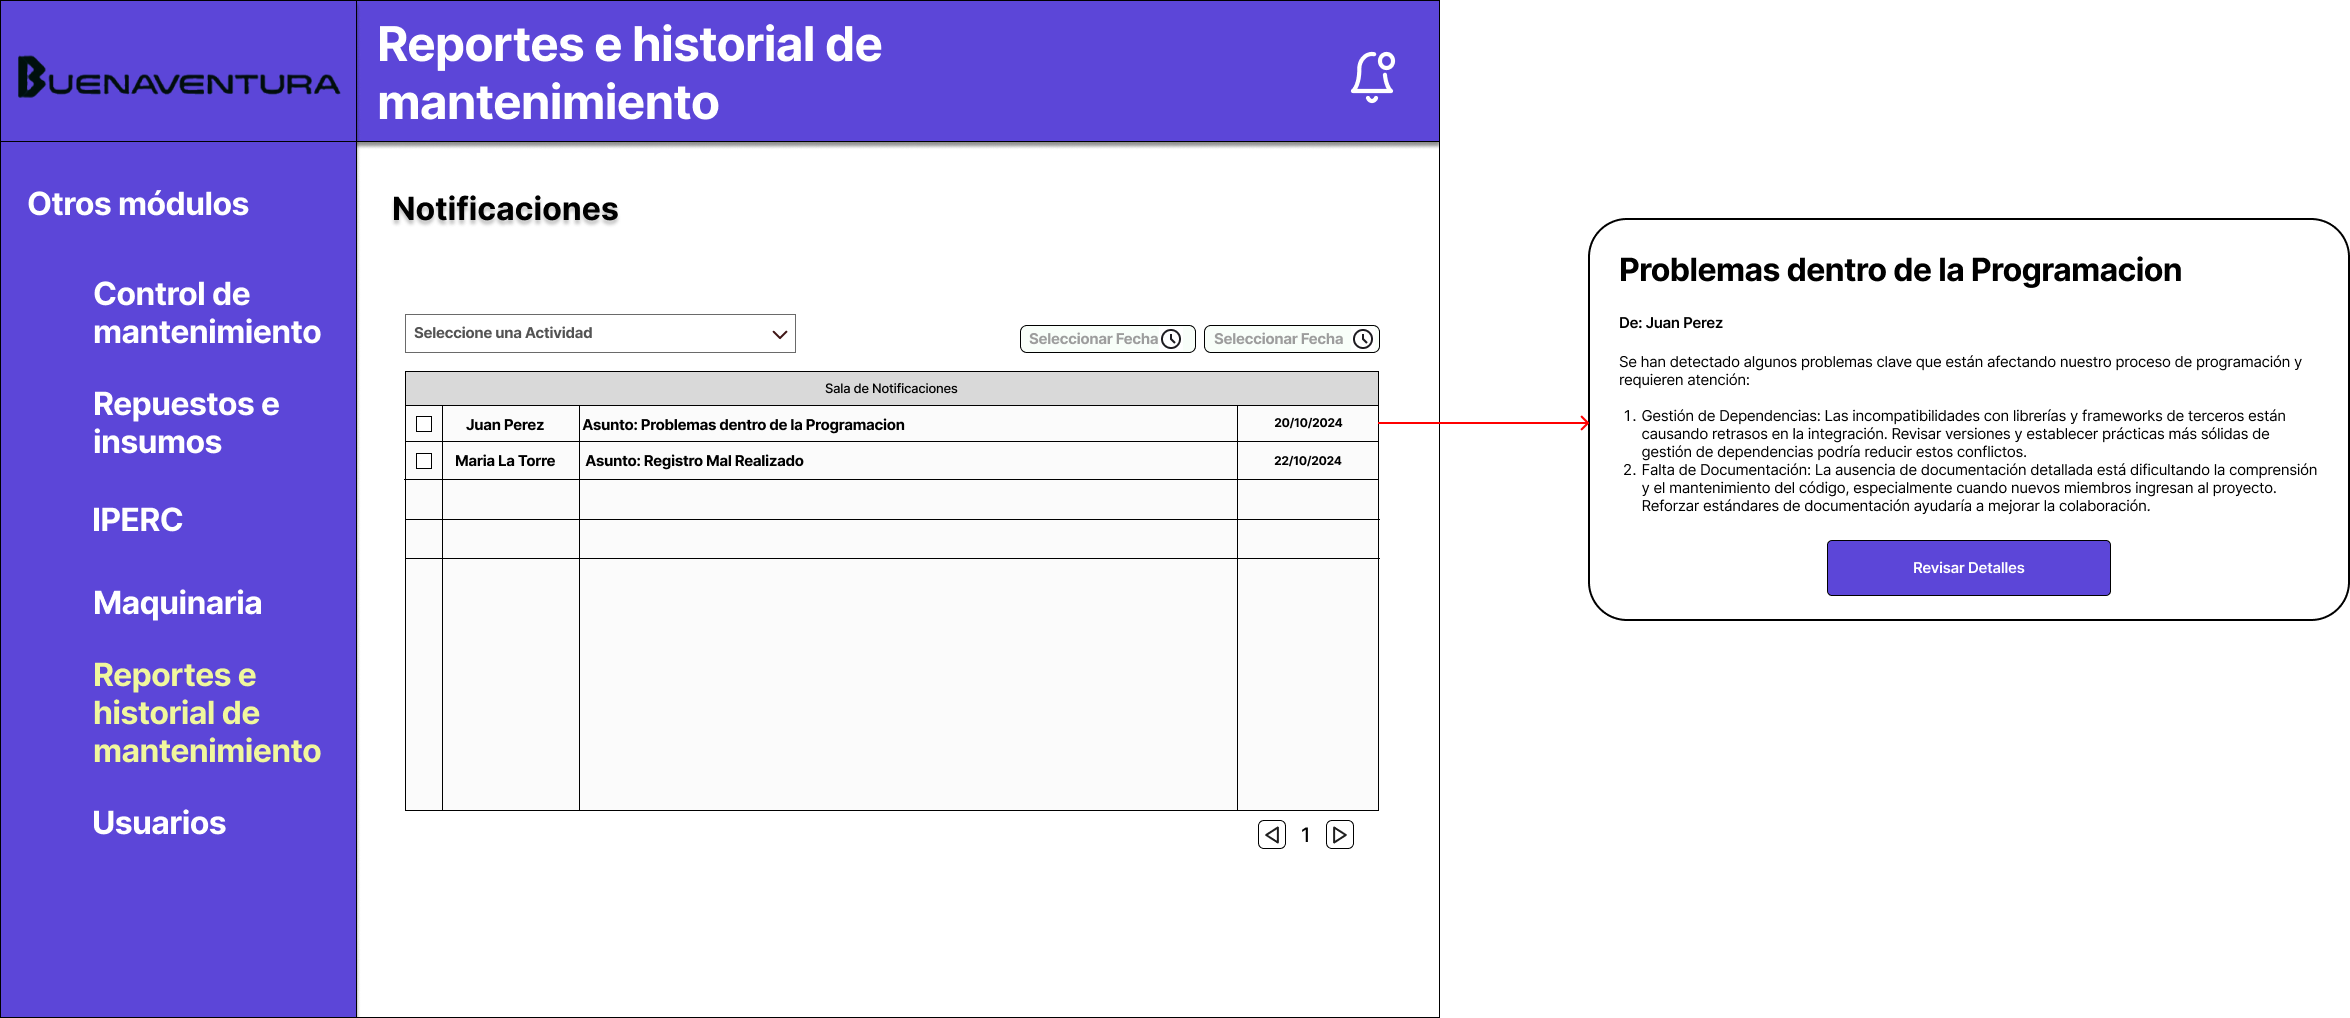 BUENAVENTURA
Reportes e historial de
mantenimiento
Otros módulos
Control de
mantenimiento
Repuestos e
insumos
IPERC
Maquinaria
Reportes e
historial de
mantenimiento
Usuarios
Notificaciones
Seleccione una Actividad
Seleccionar Fecha
Seleccionar Fecha
Sala de Notificaciones
Juan Perez Asunto: Problemas dentro de la Programacion 20/10/2024
Maria La Torre Asunto: Registro Mal Realizado 22/10/2024
1
Problemas dentro de la Programacion
De: Juan Perez
Se han detectado algunos problemas clave que están afectando nuestro proceso de programación y
requieren atención:
1. Gestión de Dependencias: Las incompatibilidades con librerías y frameworks de terceros están
causando retrasos en la integración. Revisar versiones y establecer prácticas más sólidas de
gestión de dependencias podría reducir estos conflictos.
2. Falta de Documentación: La ausencia de documentación detallada está dificultando la comprensión
y el mantenimiento del código, especialmente cuando nuevos miembros ingresan al proyecto.
Reforzar estándares de documentación ayudaría a mejorar la colaboración.
Revisar Detalles